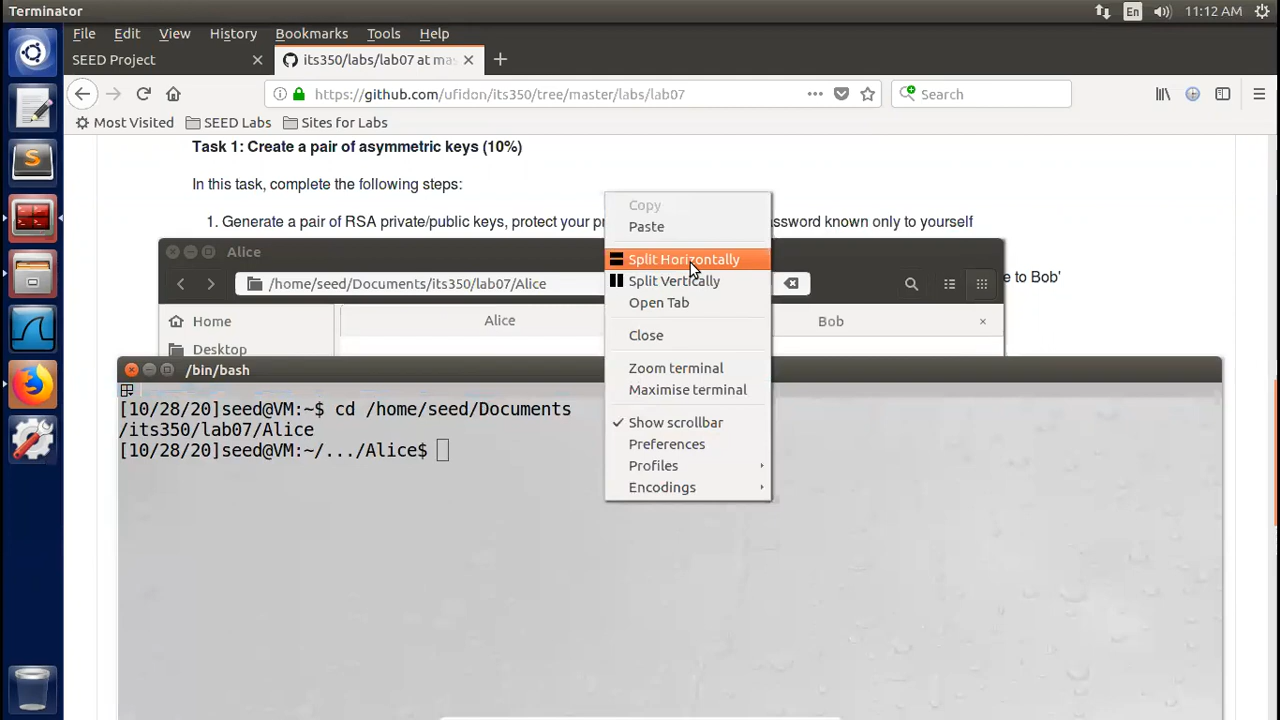 Terminator
En
11:12 AM
File Edit View History Bookmarks Tools Help
SEED Project
its350/labs/lab07 at mas
https://github.com/ufidon/its350/tree/master/labs/lab07
Search
Most Visited
SEED Labs
Sites for Labs
Task 1: Create a pair of asymmetric keys (10%)
In this task, complete the following steps:
1. Generate a pair of RSA private/public keys, protect your pr
assword known only to yourself
e to Bob'
Alice
/home/seed/Documents/its350/lab07/Alice
Home
Alice
Bob
Desktop
/bin/bash
[10/28/20]seed@VM:~$ cd /home/seed/Documents
/its350/lab07/Alice
[10/28/20]seed@VM:~/.../Alice$
Copy
Paste
Split Horizontally
Split Vertically
Open Tab
Close
Zoom terminal
Maximise terminal
Show scrollbar
Preferences
Profiles
Encodings